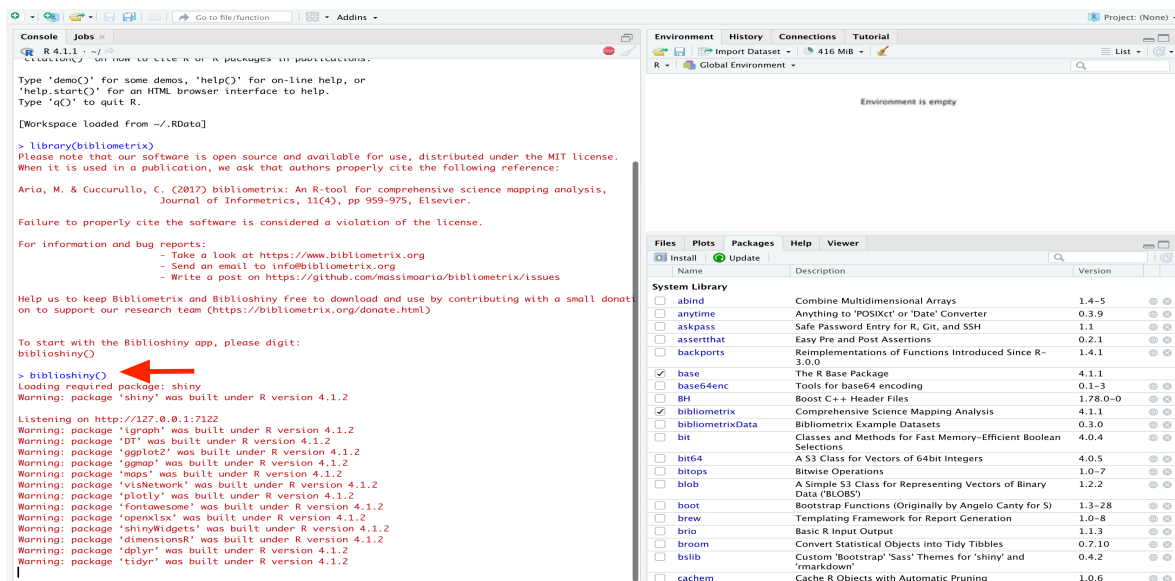 Go to file/function
Addins
Project: (None)
Console Jobs
R 4.1.1 · ~/
'citation()' on how to cite R or R packages in publications.
Type 'demo()' for some demos, 'help()' for on-line help, or
'help.start()' for an HTML browser interface to help.
Type 'q()' to quit R.
[Workspace loaded from ~/.RData]
> library(bibliometrix)
Please note that our software is open source and available for use, distributed under the MIT license.
When it is used in a publication, we ask that authors properly cite the following reference:
Aria, M. & Cuccurullo, C. (2017) bibliometrix: An R-tool for comprehensive science mapping analysis,
Journal of Informetrics, 11(4), pp 959-975, Elsevier.
Failure to properly cite the software is considered a violation of the license.
For information and bug reports:
- Take a look at https://www.bibliometrix.org
- Send an email to info@bibliometrix.org
- Write a post on https://github.com/massimoaria/bibliometrix/issues
Help us to keep Bibliometrix and Biblioshiny free to download and use by contributing with a small donati
on to support our research team (https://bibliometrix.org/donate.html)
To start with the Biblioshiny app, please digit:
biblioshiny()
> biblioshiny()
Loading required package: shiny
Warning: package ‘shiny’ was built under R version 4.1.2
Listening on http://127.0.0.1:7122
Warning: package ‘igraph’ was built under R version 4.1.2
Warning: package ‘DT’ was built under R version 4.1.2
Warning: package ‘ggplot2’ was built under R version 4.1.2
Warning: package ‘ggmap’ was built under R version 4.1.2
Warning: package ‘maps’ was built under R version 4.1.2
Warning: package ‘visNetwork’ was built under R version 4.1.2
Warning: package ‘plotly’ was built under R version 4.1.2
Warning: package ‘fontawesome’ was built under R version 4.1.2
Warning: package ‘openxlsx’ was built under R version 4.1.2
Warning: package ‘shinyWidgets’ was built under R version 4.1.2
Warning: package ‘dimensionsR’ was built under R version 4.1.2
Warning: package ‘dplyr’ was built under R version 4.1.2
Warning: package ‘tidyr’ was built under R version 4.1.2
Environment History Connections Tutorial
Import Dataset 416 MiB List
R Global Environment
Environment is empty
Files Plots Packages Help Viewer
Install Update
Name Description Version
System Library
abind Combine Multidimensional Arrays 1.4-5
anytime Anything to 'POSIXct' or 'Date' Converter 0.3.9
askpass Safe Password Entry for R, Git, and SSH 1.1
assertthat Easy Pre and Post Assertions 0.2.1
backports Reimplementations of Functions Introduced Since R- 1.4.1
3.0.0
base The R Base Package 4.1.1
base64enc Tools for base64 encoding 0.1-3
BH Boost C++ Header Files 1.78.0-0
bibliometrix Comprehensive Science Mapping Analysis 4.1.1
bibliometrixData Bibliometrix Example Datasets 0.3.0
bit Classes and Methods for Fast Memory-Efficient Boolean 4.0.4
Selections
bit64 A S3 Class for Vectors of 64bit Integers 4.0.5
bitops Bitwise Operations 1.0-7
blob A Simple S3 Class for Representing Vectors of Binary 1.2.2
Data ('BLOBS')
boot Bootstrap Functions (Originally by Angelo Canty for S) 1.3-28
brew Templating Framework for Report Generation 1.0-8
brio Basic R Input Output 1.1.3
broom Convert Statistical Objects into Tidy Tibbles 0.7.10
bslib Custom 'Bootstrap' 'Sass' Themes for 'shiny' and 0.4.2
'rmarkdown'
cachem Cache R Objects with Automatic Pruning 1.0.6